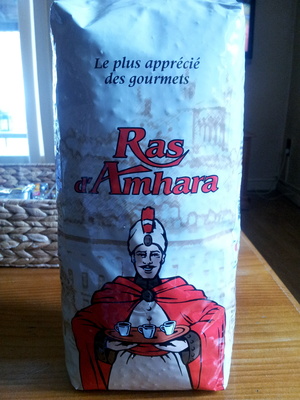 Le plus apprécié
des gourmets
Ras
d'Amhara